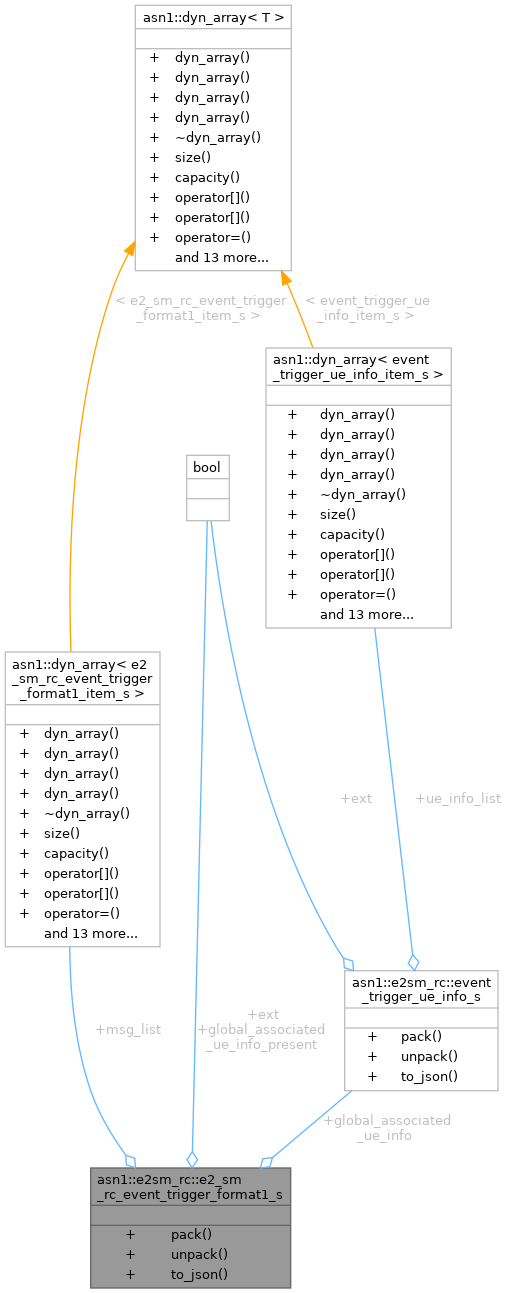 asn1::dyn_array< T >
+ dyn_array()
+ dyn_array()
+ dyn_array()
+ dyn_array()
+ ~dyn_array()
+ size()
+ capacity()
+ operator[]()
+ operator[]()
+ operator=()
and 13 more...
< e2_sm_rc_event_trigger
_format1_item_s >
< event_trigger_ue
_info_item_s >
asn1::dyn_array< event
_trigger_ue_info_item_s >
+ dyn_array()
+ dyn_array()
+ dyn_array()
+ dyn_array()
+ ~dyn_array()
+ size()
+ capacity()
+ operator[]()
+ operator[]()
+ operator=()
and 13 more...
bool
asn1::dyn_array< e2
_sm_rc_event_trigger
_format1_item_s >
+ dyn_array()
+ dyn_array()
+ dyn_array()
+ dyn_array()
+ ~dyn_array()
+ size()
+ capacity()
+ operator[]()
+ operator[]()
+ operator=()
and 13 more...
+ext
+ue_info_list
asn1::e2sm_rc::event
_trigger_ue_info_s
+ pack()
+ unpack()
+ to_json()
+msg_list
+ext
+global_associated
_ue_info_present
+global_associated
_ue_info
asn1::e2sm_rc::e2_sm
_rc_event_trigger_format1_s
+ pack()
+ unpack()
+ to_json()